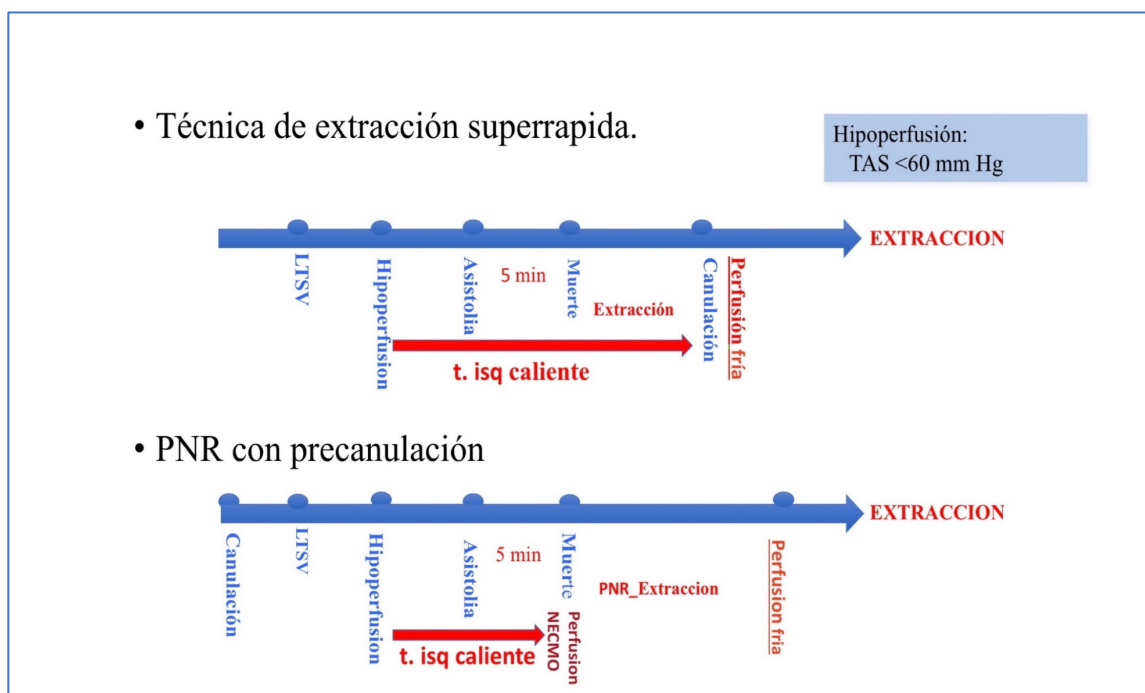 • Técnica de extracción superrapida.
Hipoperfusión:
TAS <60 mm Hg
EXTRACCION
LTSV
Hipoperfusion
Asistolia
5 min
Muerte
Extracción
Canulación
Perfusión fría
t. isq caliente
• PNR con precanulación
EXTRACCION
Canulación
LTSV
Hipoperfusion
Asistolia
5 min
Muerte
Perfusion
NECMO
PNR_Extraccion
Perfusion fria
t. isq caliente